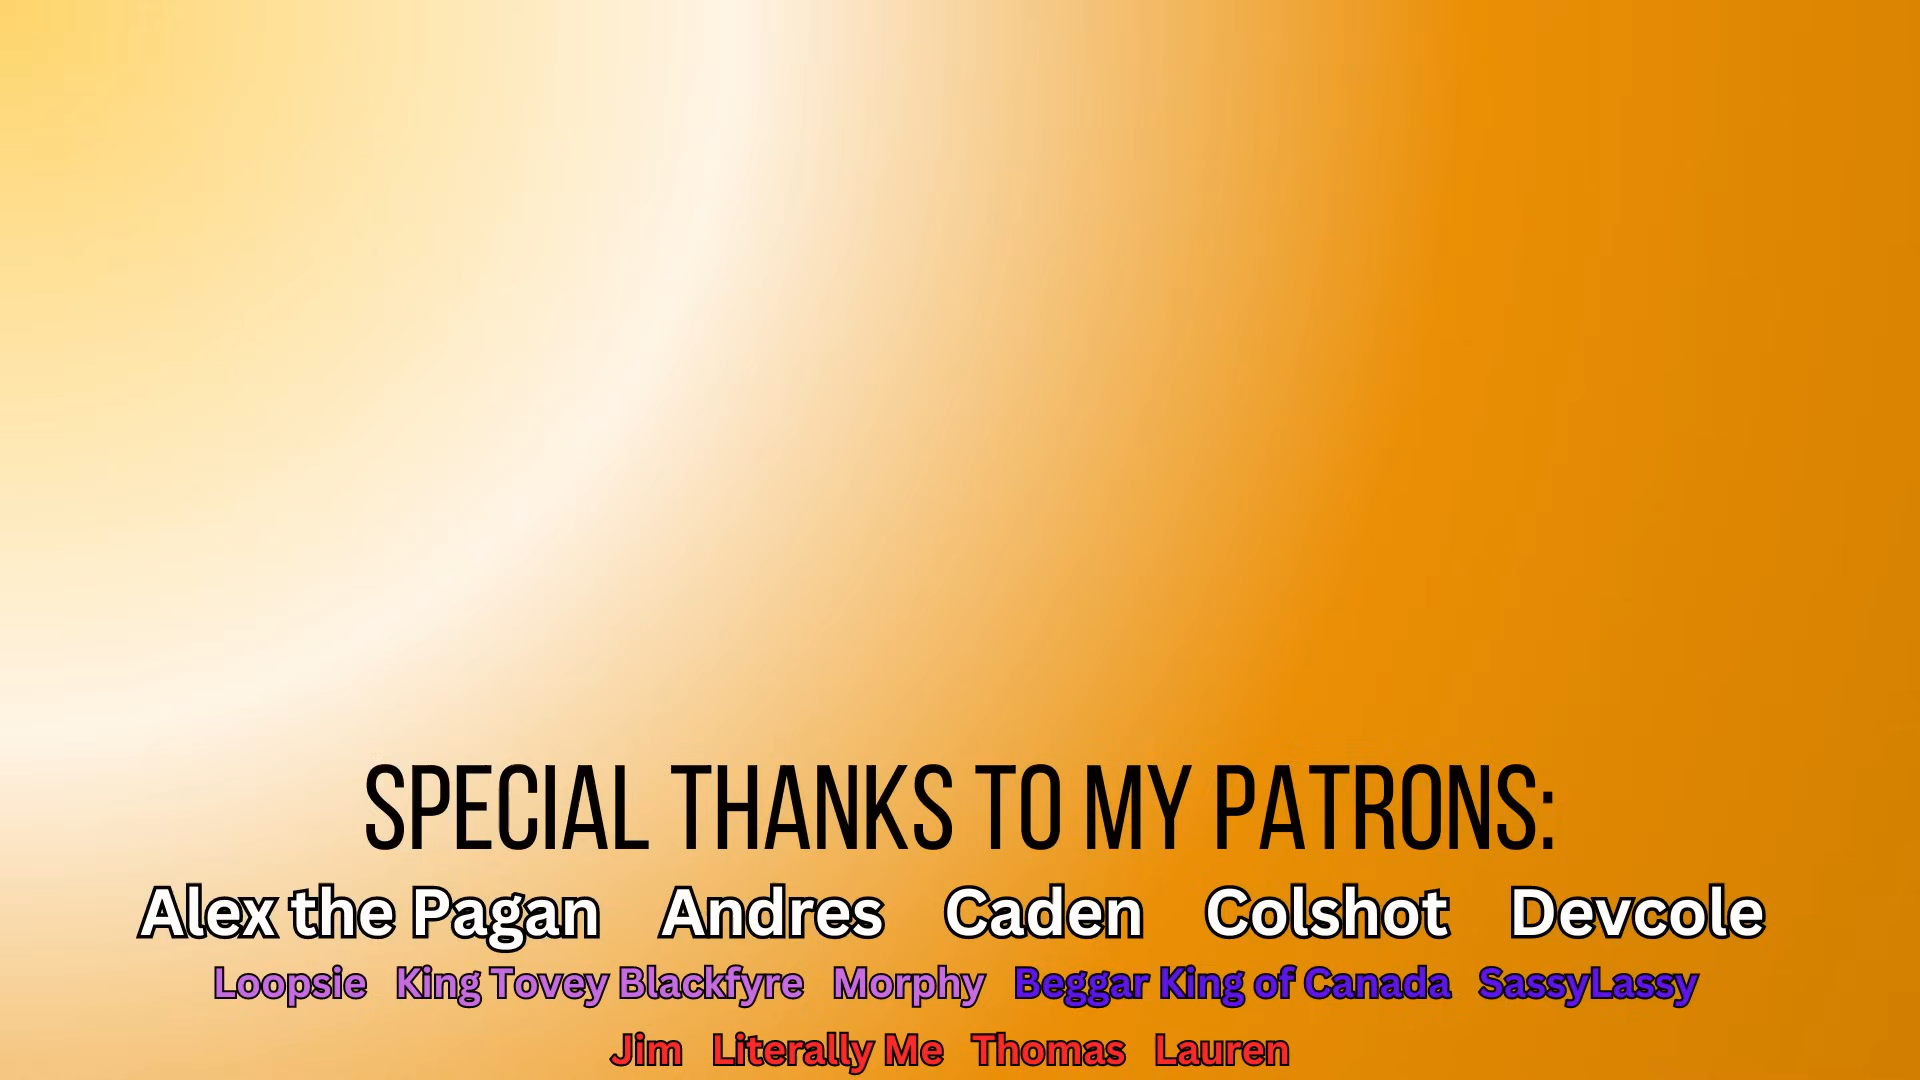 SPECIAL THANKS TO MY PATRONS:
Alex the Pagan Andres Caden Colshot Devcole
Loopsie King Tovey Blackfyre Morphy Beggar King of Canada SassyLassy
Jim Literally Me Thomas Lauren